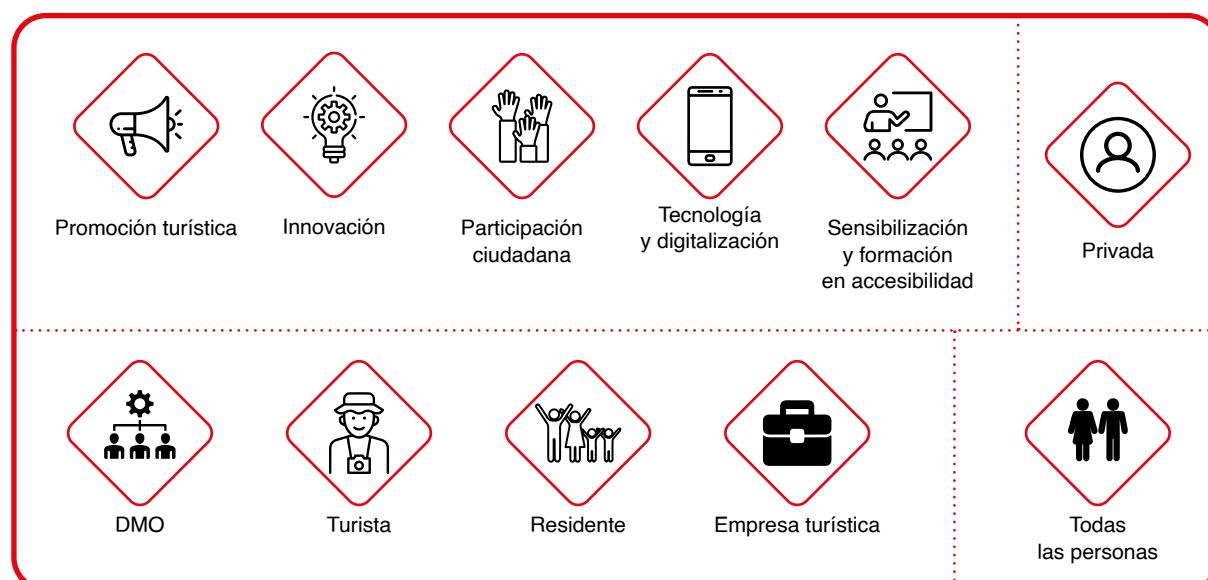 Promoción turística
Innovación
Participación
ciudadana
Tecnología
y digitalización
Sensibilización
y formación
en accesibilidad
Privada
DMO
Turista
Residente
Empresa turística
Todas
las personas